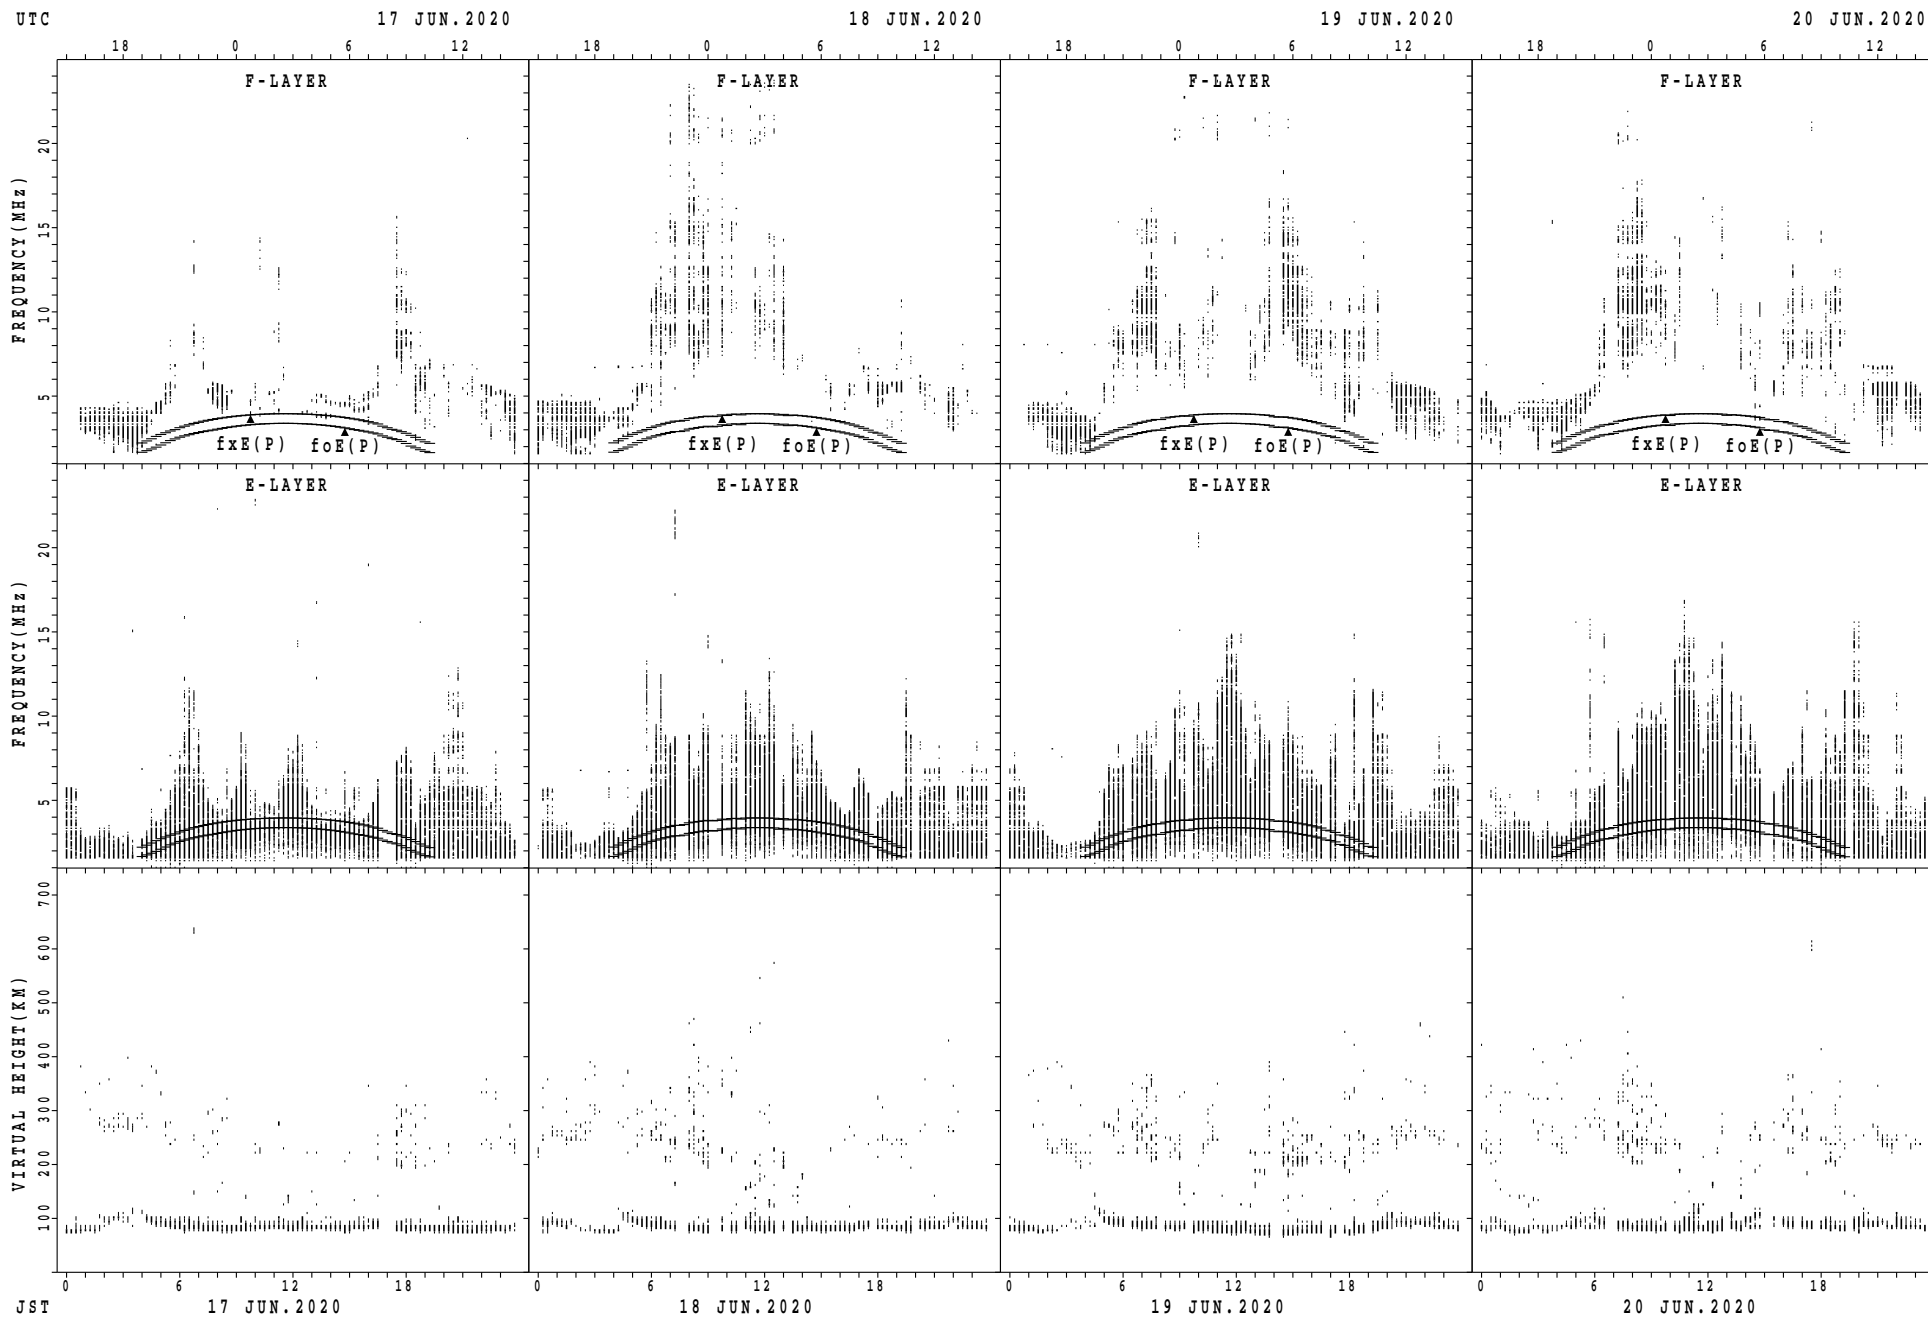 UTC 17 JUN.2020 18 JUN.2020 19 JUN.2020 20 JUN.2020
18 0 6 12 18 0 6 12 18 0 6 12 18 0 6 12
F-LAYER F-LAYER F-LAYER F-LAYER
FREQUENCY(MHz)
20
15
10
5
fxE(P) foE(P) fxE(P) foE(P) fxE(P) foE(P) fxE(P) foE(P)
E-LAYER E-LAYER E-LAYER E-LAYER
FREQUENCY(MHz)
20
15
10
5
VIRTUAL HEIGHT(KM)
700
600
500
400
300
200
100
0 6 12 18 0 6 12 18 0 6 12 18 0 6 12 18
JST 17 JUN.2020 18 JUN.2020 19 JUN.2020 20 JUN.2020